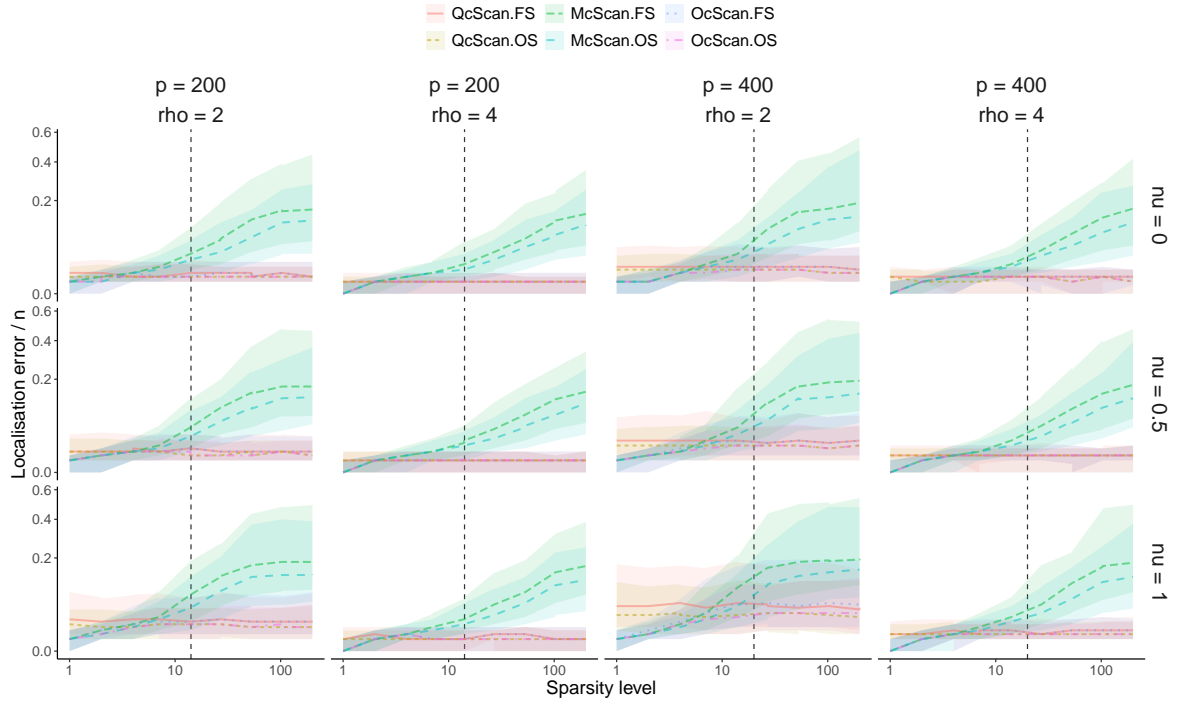 QcScan.FS McScan.FS OcScan.FS
QcScan.OS McScan.OS OcScan.OS
p = 200 p = 200 p = 400 p = 400
rho = 2 rho = 4 rho = 2 rho = 4
Localisation error / n
0.6
0.4
0.2
0.0
nu = 0
0.6
0.4
0.2
0.0
nu = 0.5
0.6
0.4
0.2
0.0
nu = 1
1 10 100 1 10 100 1 10 100 1 10 100
Sparsity level